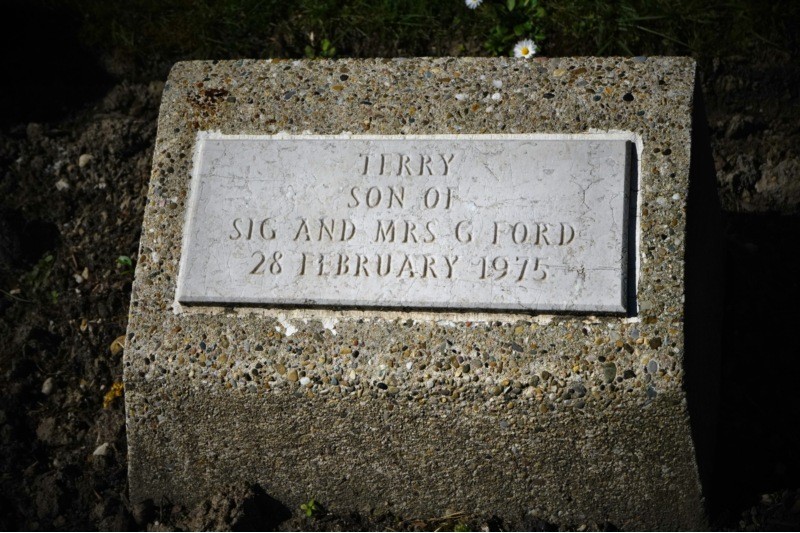 TERRY
SON OF
SIG AND MRS G FORD
28 FEBRUARY 1975